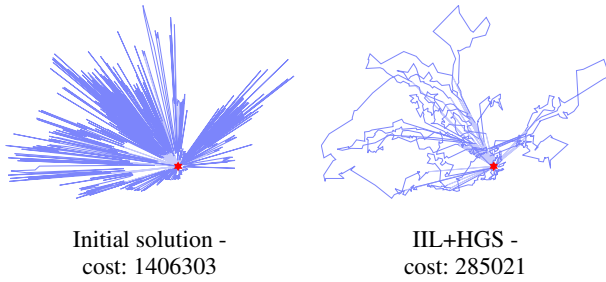 Initial solution -
cost: 1406303
IIL+HGS -
cost: 285021